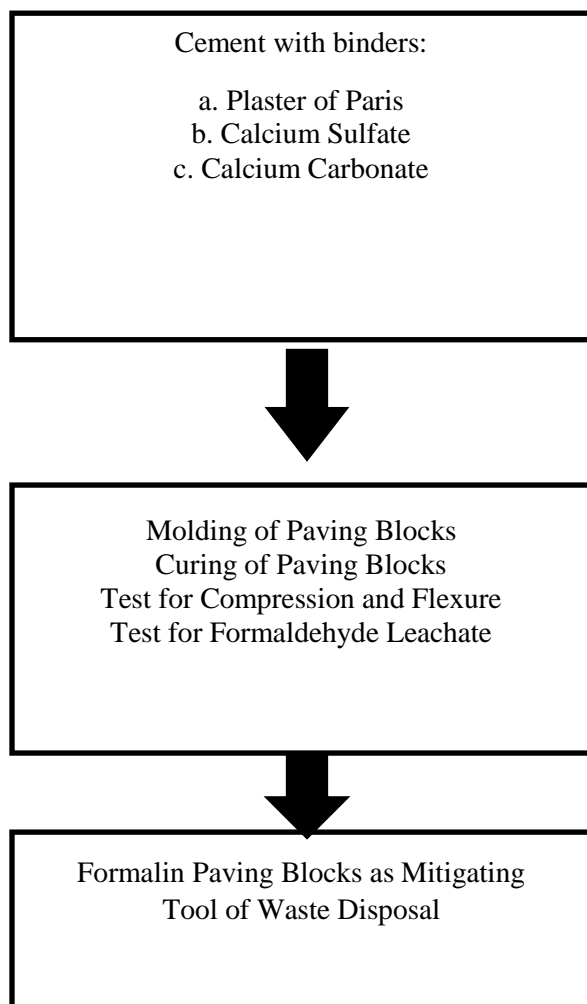 Cement with binders:
a. Plaster of Paris
b. Calcium Sulfate
c. Calcium Carbonate
Molding of Paving Blocks
Curing of Paving Blocks
Test for Compression and Flexure
Test for Formaldehyde Leachate
Formalin Paving Blocks as Mitigating
Tool of Waste Disposal